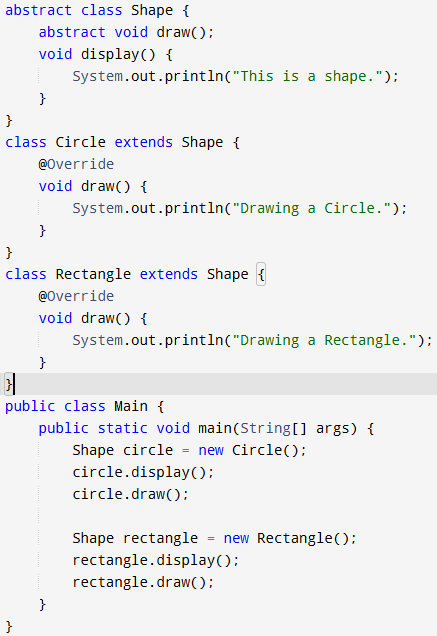 abstract class Shape {
    abstract void draw();
    void display() {
        System.out.println("This is a shape.");
    }
}
class Circle extends Shape {
    @Override
    void draw() {
        System.out.println("Drawing a Circle.");
    }
}
class Rectangle extends Shape {
    @Override
    void draw() {
        System.out.println("Drawing a Rectangle.");
    }
}
public class Main {
    public static void main(String[] args) {
        Shape circle = new Circle();
        circle.display();
        circle.draw();

        Shape rectangle = new Rectangle();
        rectangle.display();
        rectangle.draw();
    }
}